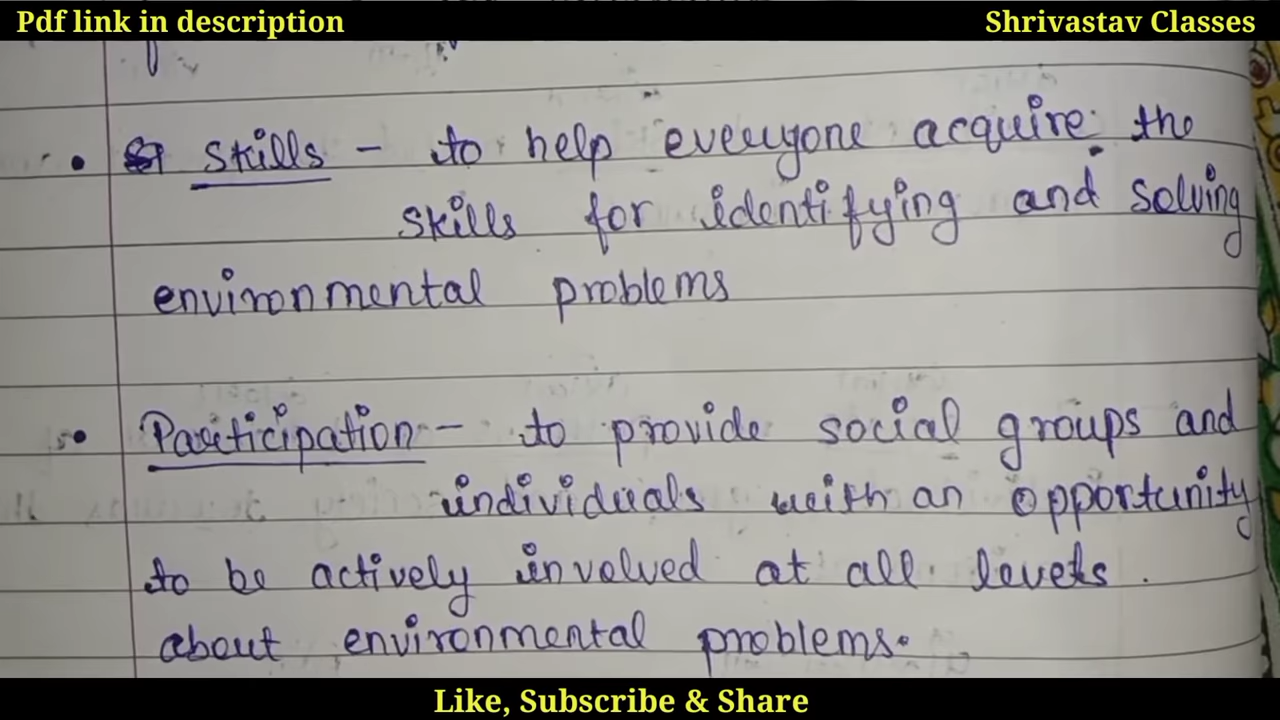 Pdf link in description
Shrivastav Classes
• Skills - to help everyone acquire the
skills for identifying and solving
environmental problems
• Participation - to provide social groups and
individuals with an opportunity
to be actively involved at all levels.
about environmental problems.
Like, Subscribe & Share